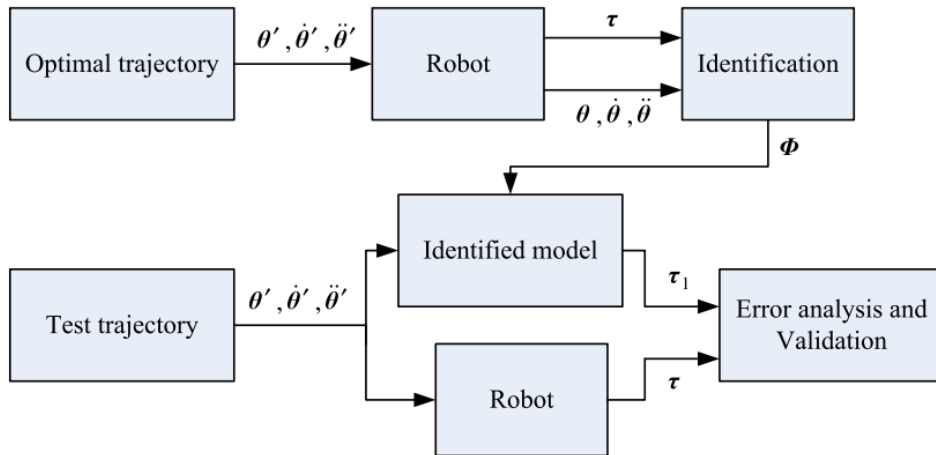 Optimal trajectory
θ′ , θ̇′ , θ̈′
Robot
τ
θ , θ̇ , θ̈
Identification
Φ
Identified model
Test trajectory
θ′ , θ̇′ , θ̈′
τ₁
Error analysis and
Validation
Robot
τ